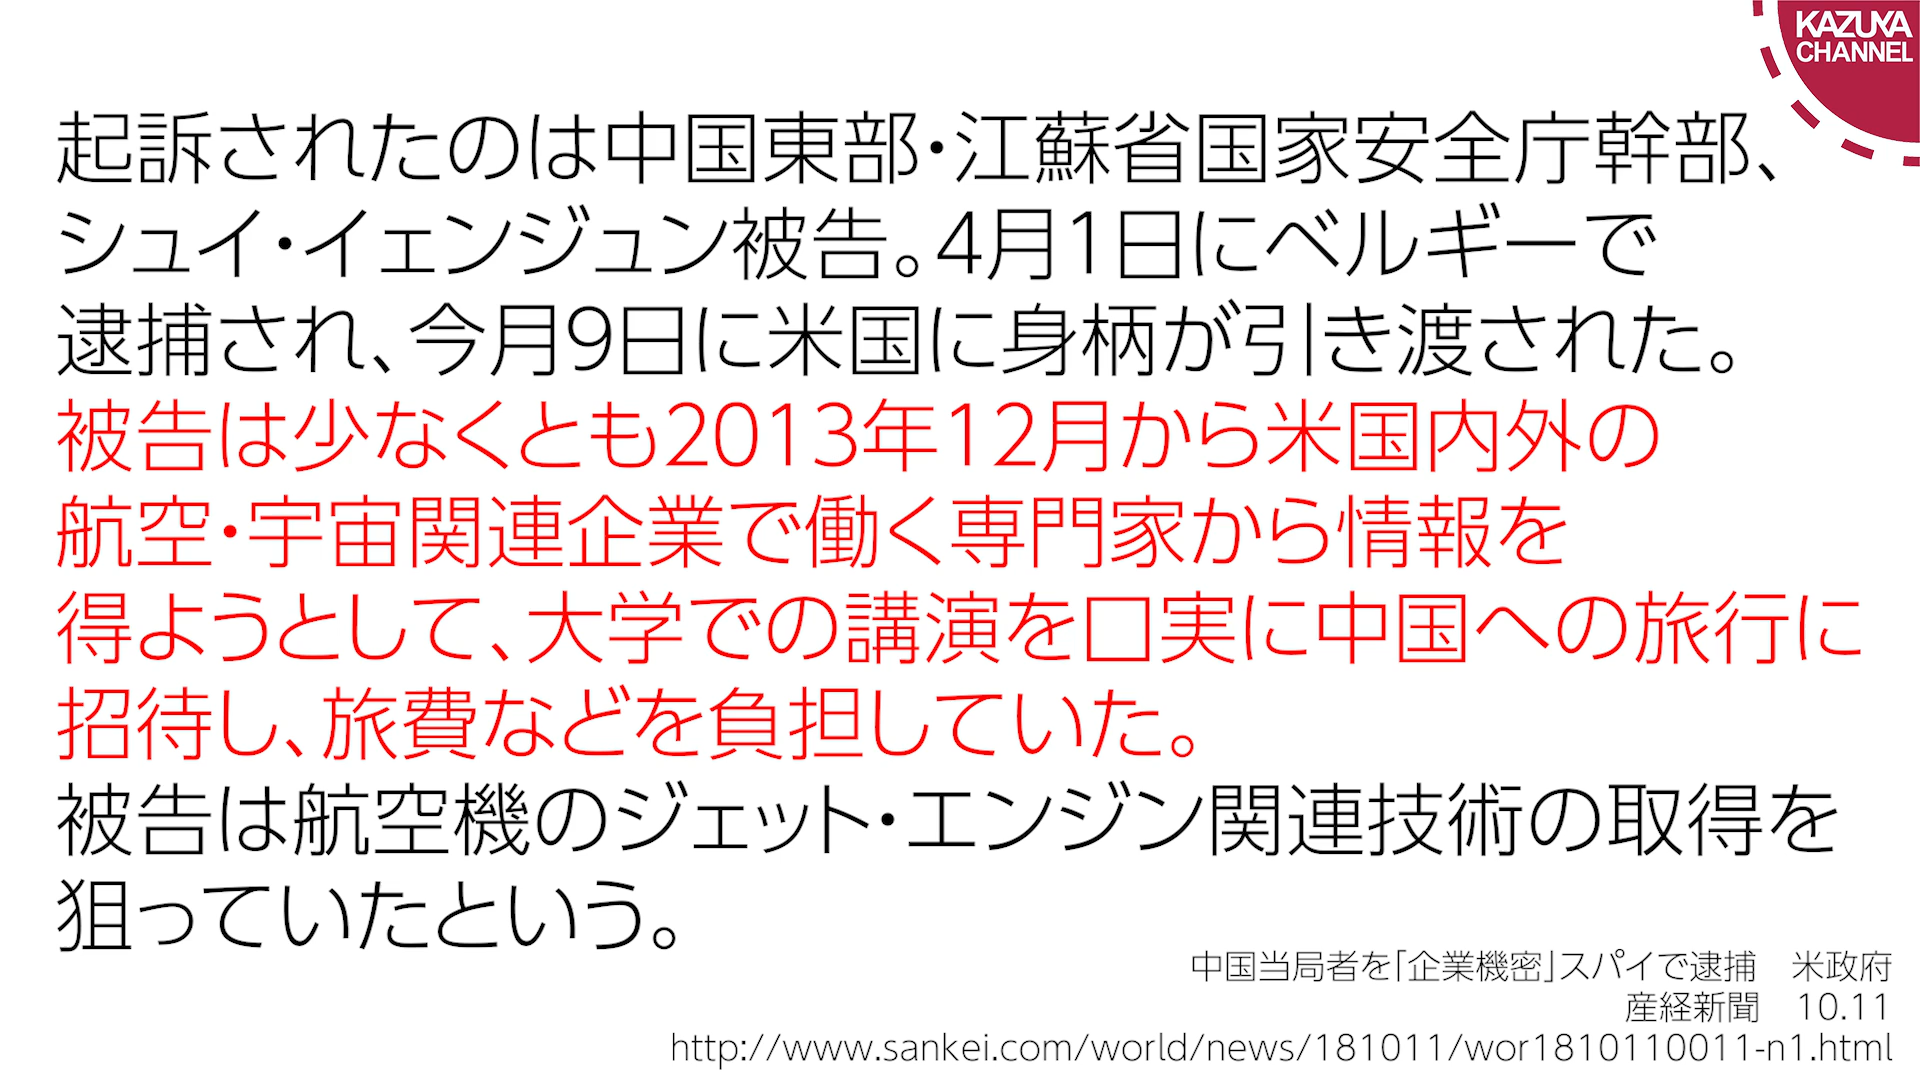 KAZUYA
CHANNEL
起訴されたのは中国東部・江蘇省国家安全庁幹部、
シュイ・イェンジュン被告。4月1日にベルギーで
逮捕され、今月9日に米国に身柄が引き渡された。
被告は少なくとも2013年12月から米国内外の
航空・宇宙関連企業で働く専門家から情報を
得ようとして、大学での講演を口実に中国への旅行に
招待し、旅費などを負担していた。
被告は航空機のジェット・エンジン関連技術の取得を
狙っていたという。
中国当局者を「企業機密」スパイで逮捕　米政府
産経新聞　10.11
http://www.sankei.com/world/news/181011/wor1810110011-n1.html